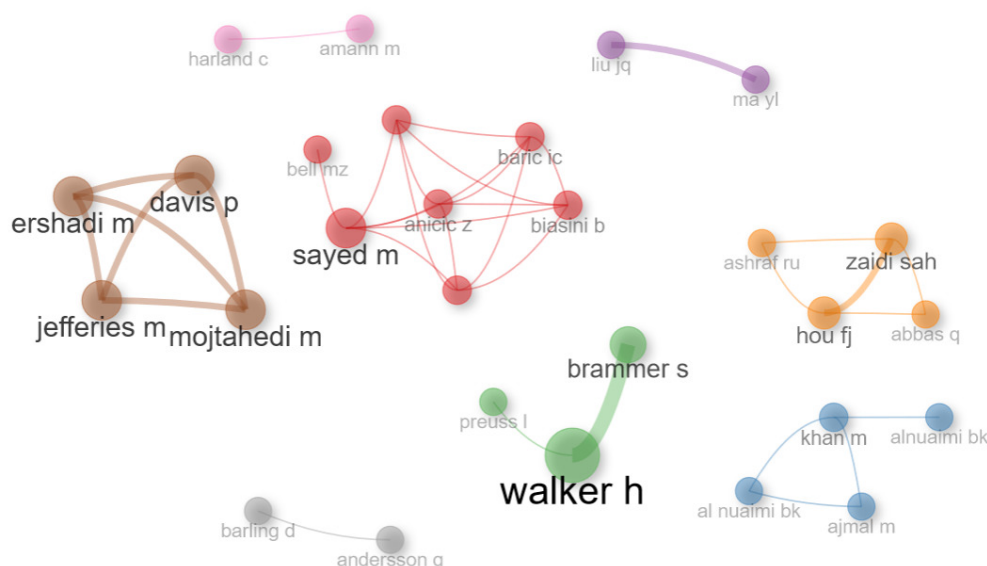 harland c
amann m
liu jq
ma yl
bell mz
baric ic
ershadi m
davis p
anicic z
biasini b
sayed m
ashraf ru
zaidi sah
jefferies m
mojtahedi m
hou fj
abbas q
brammer s
preuss l
khan m
alnuaimi bk
walker h
al nuaimi bk
ajmal m
barling d
andersson g